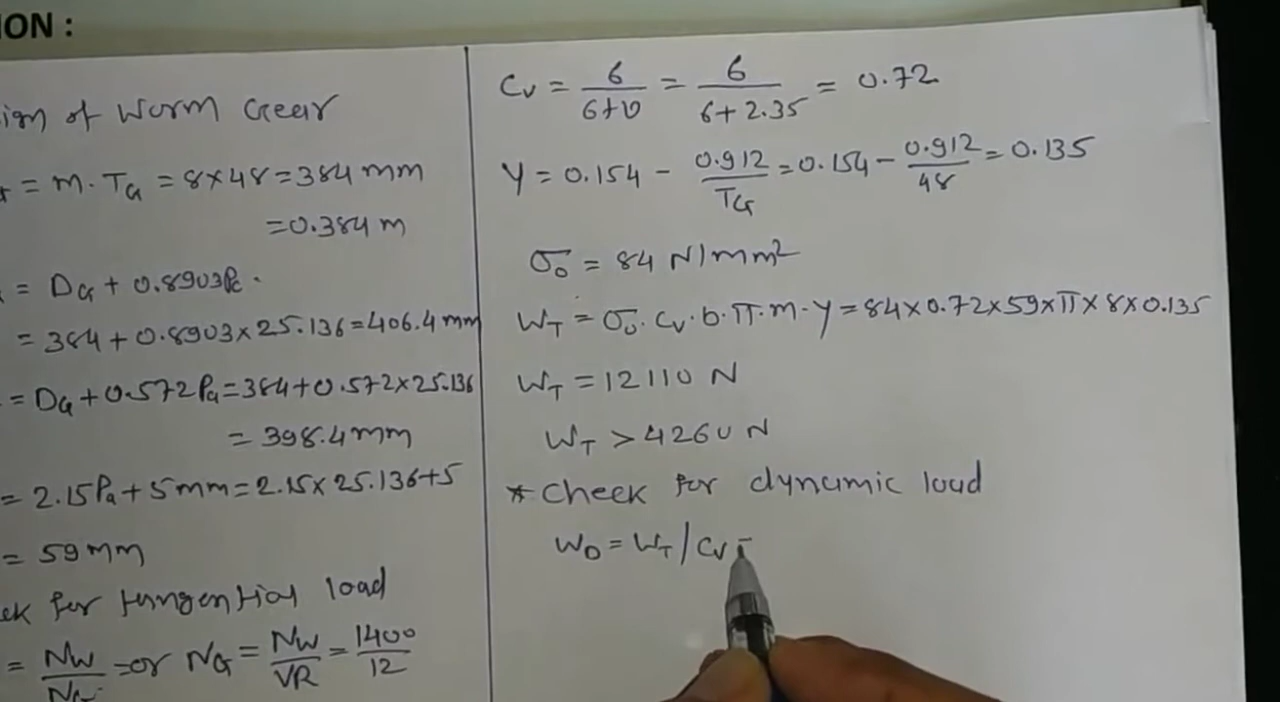 ION :
ign of Worm Gear
= m. TG = 8×48 = 384 mm
= 0.384 m
= DG + 0.8903Pc.
= 384 + 0.8903×25.136 = 406.4 mm
= DG + 0.572Pa = 384 + 0.572×25.136
= 398.4 mm
= 2.15Pa + 5 mm = 2.15×25.136+5
= 59 mm
ek for tangential load
= NW/NG = or NG = NW/VR = 1400/12
Cv = 6/6+v = 6/6+2.35 = 0.72
y = 0.154 - 0.912/TG = 0.154 - 0.912/48 = 0.135
σo = 84 N/mm²
WT = σo. Cv. b. π. m. y = 84×0.72×59×π×8×0.135
WT = 12110 N
WT > 4260 N
* Check for dynamic load
WD = WT / Cv =